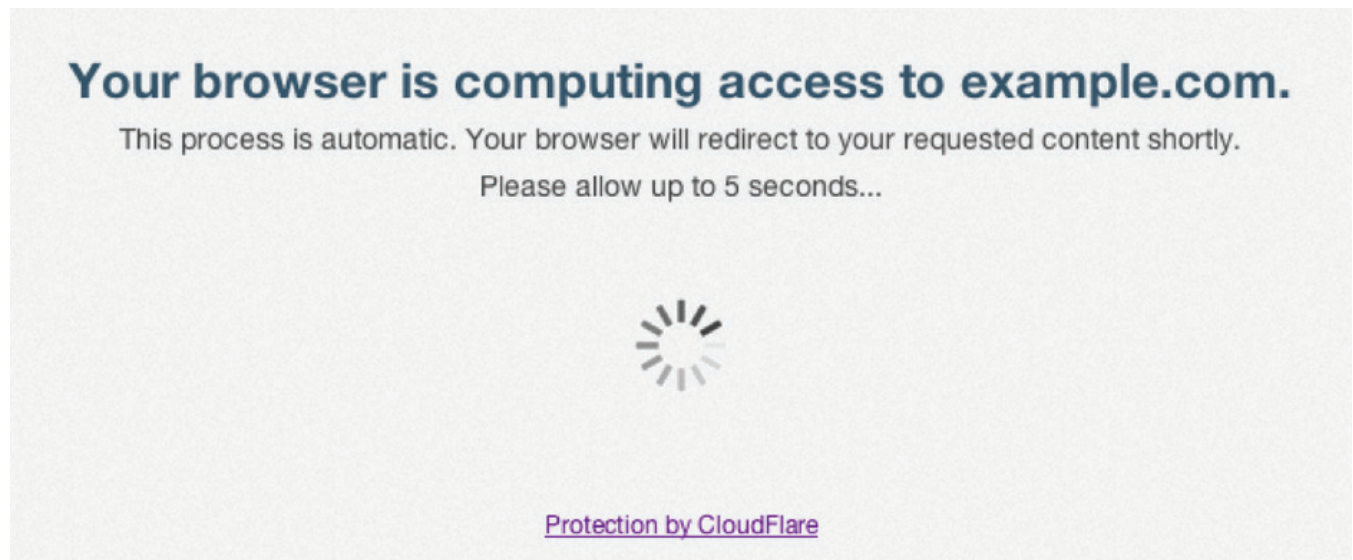 Your browser is computing access to example.com.
This process is automatic. Your browser will redirect to your requested content shortly.
Please allow up to 5 seconds...
Protection by CloudFlare